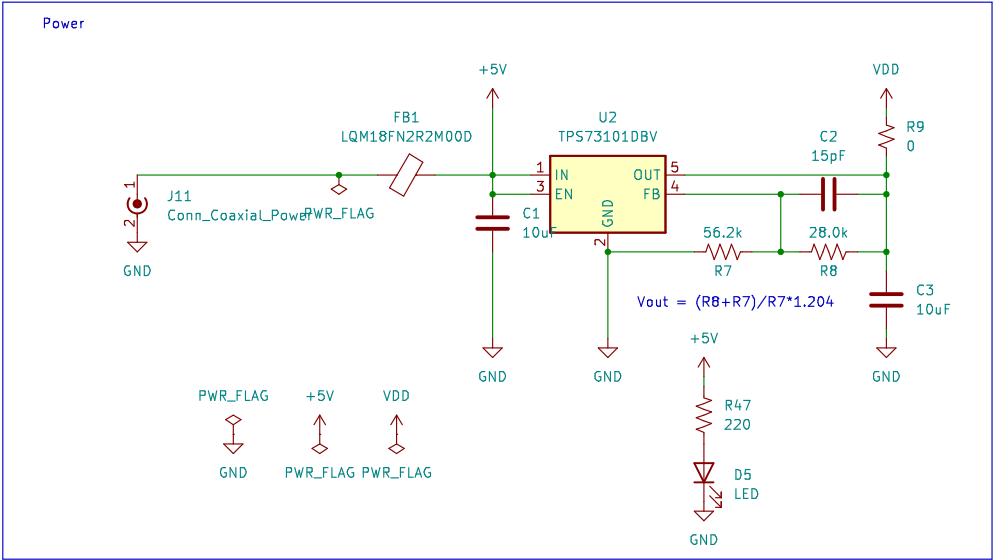 Power
+5V
VDD
FB1
LQM18FN2R2M00D
U2
TPS73101DBV
C2
15pF
R9
0
1
IN
OUT
5
3
EN
FB
4
GND
2
1
2
J11
Conn_Coaxial_Power
PWR_FLAG
GND
C1
10uF
56.2k
R7
28.0k
R8
Vout = (R8+R7)/R7*1.204
C3
10uF
GND
GND
GND
+5V
R47
220
D5
LED
GND
PWR_FLAG
+5V
VDD
GND
PWR_FLAG
PWR_FLAG